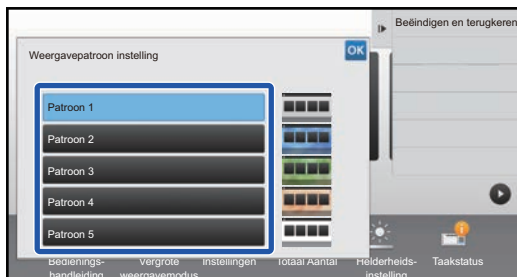 Beëindigen en terugkeren
Weergavepatroon instelling
OK
Patroon 1
Patroon 2
Patroon 3
Patroon 4
Patroon 5
Bedienings-
handleiding
Vergrote
weergavemodus
Instellingen
Totaal Aantal
Helderheids-
instelling
Taakstatus